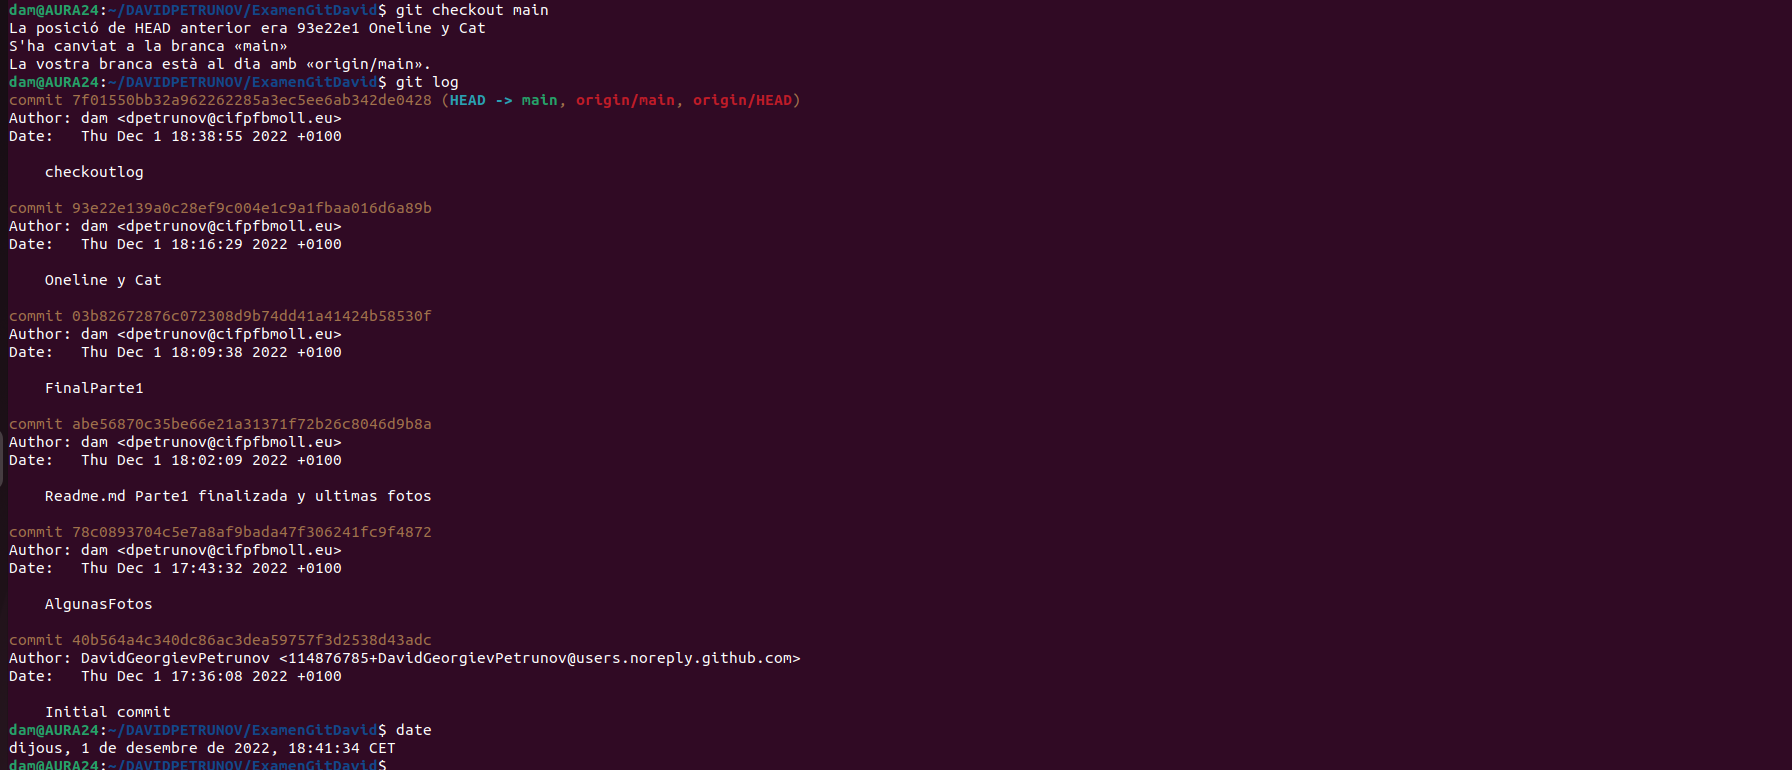 dam@AURA24:~/DAVIDPETRUNOV/ExamenGitDavid$ git checkout main
La posició de HEAD anterior era 93e22e1 Oneline y Cat
S'ha canviat a la branca «main»
La vostra branca està al dia amb «origin/main».
dam@AURA24:~/DAVIDPETRUNOV/ExamenGitDavid$ git log
commit 7f01550bb32a962262285a3ec5ee6ab342de0428 (HEAD -> main, origin/main, origin/HEAD)
Author: dam <dpetrunov@cifpfbmoll.eu>
Date:   Thu Dec 1 18:38:55 2022 +0100
    checkoutlog
commit 93e22e139a0c28ef9c004e1c9a1fbaa016d6a89b
Author: dam <dpetrunov@cifpfbmoll.eu>
Date:   Thu Dec 1 18:16:29 2022 +0100
    Oneline y Cat
commit 03b82672876c072308d9b74dd41a41424b58530f
Author: dam <dpetrunov@cifpfbmoll.eu>
Date:   Thu Dec 1 18:09:38 2022 +0100
    FinalParte1
commit abe56870c35be66e21a31371f72b26c8046d9b8a
Author: dam <dpetrunov@cifpfbmoll.eu>
Date:   Thu Dec 1 18:02:09 2022 +0100
    Readme.md Parte1 finalizada y ultimas fotos
commit 78c0893704c5e7a8af9bada47f306241fc9f4872
Author: dam <dpetrunov@cifpfbmoll.eu>
Date:   Thu Dec 1 17:43:32 2022 +0100
    AlgunasFotos
commit 40b564a4c340dc86ac3dea59757f3d2538d43adc
Author: DavidGeorgievPetrunov <114876785+DavidGeorgievPetrunov@users.noreply.github.com>
Date:   Thu Dec 1 17:36:08 2022 +0100
    Initial commit
dam@AURA24:~/DAVIDPETRUNOV/ExamenGitDavid$ date
dijous, 1 de desembre de 2022, 18:41:34 CET
dam@AURA24:~/DAVIDPETRUNOV/ExamenGitDavid$